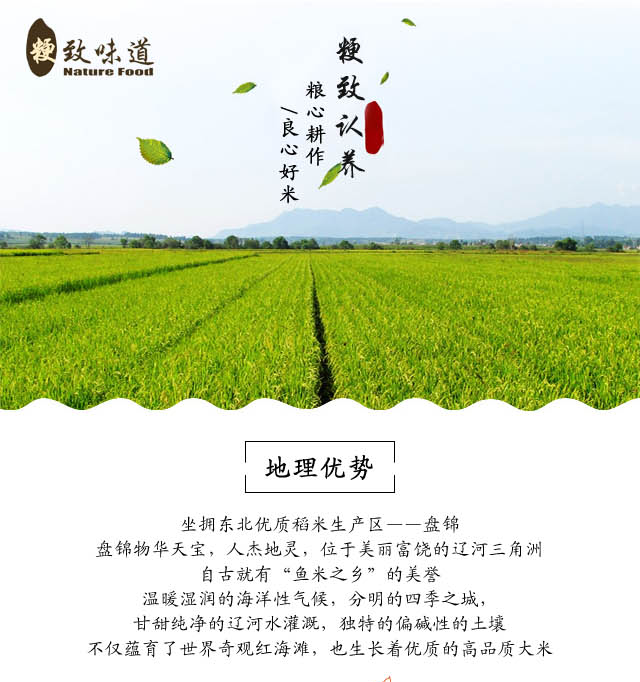 粳致味道
Nature Food
粳致认养
粮心耕作
/良心好米
地理优势
坐拥东北优质稻米生产区——盘锦
盘锦物华天宝，人杰地灵，位于美丽富饶的辽河三角洲
自古就有“鱼米之乡”的美誉
温暖湿润的海洋性气候，分明的四季之城，
甘甜纯净的辽河水灌溉，独特的偏碱性的土壤
不仅蕴育了世界奇观红海滩，也生长着优质的高品质大米